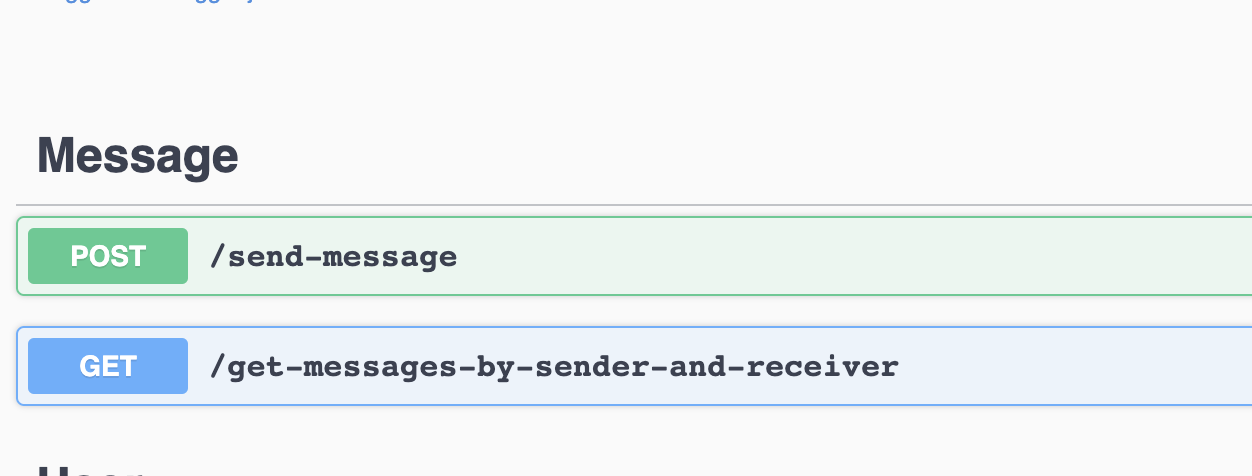 Message
POST /send-message
GET /get-messages-by-sender-and-receiver